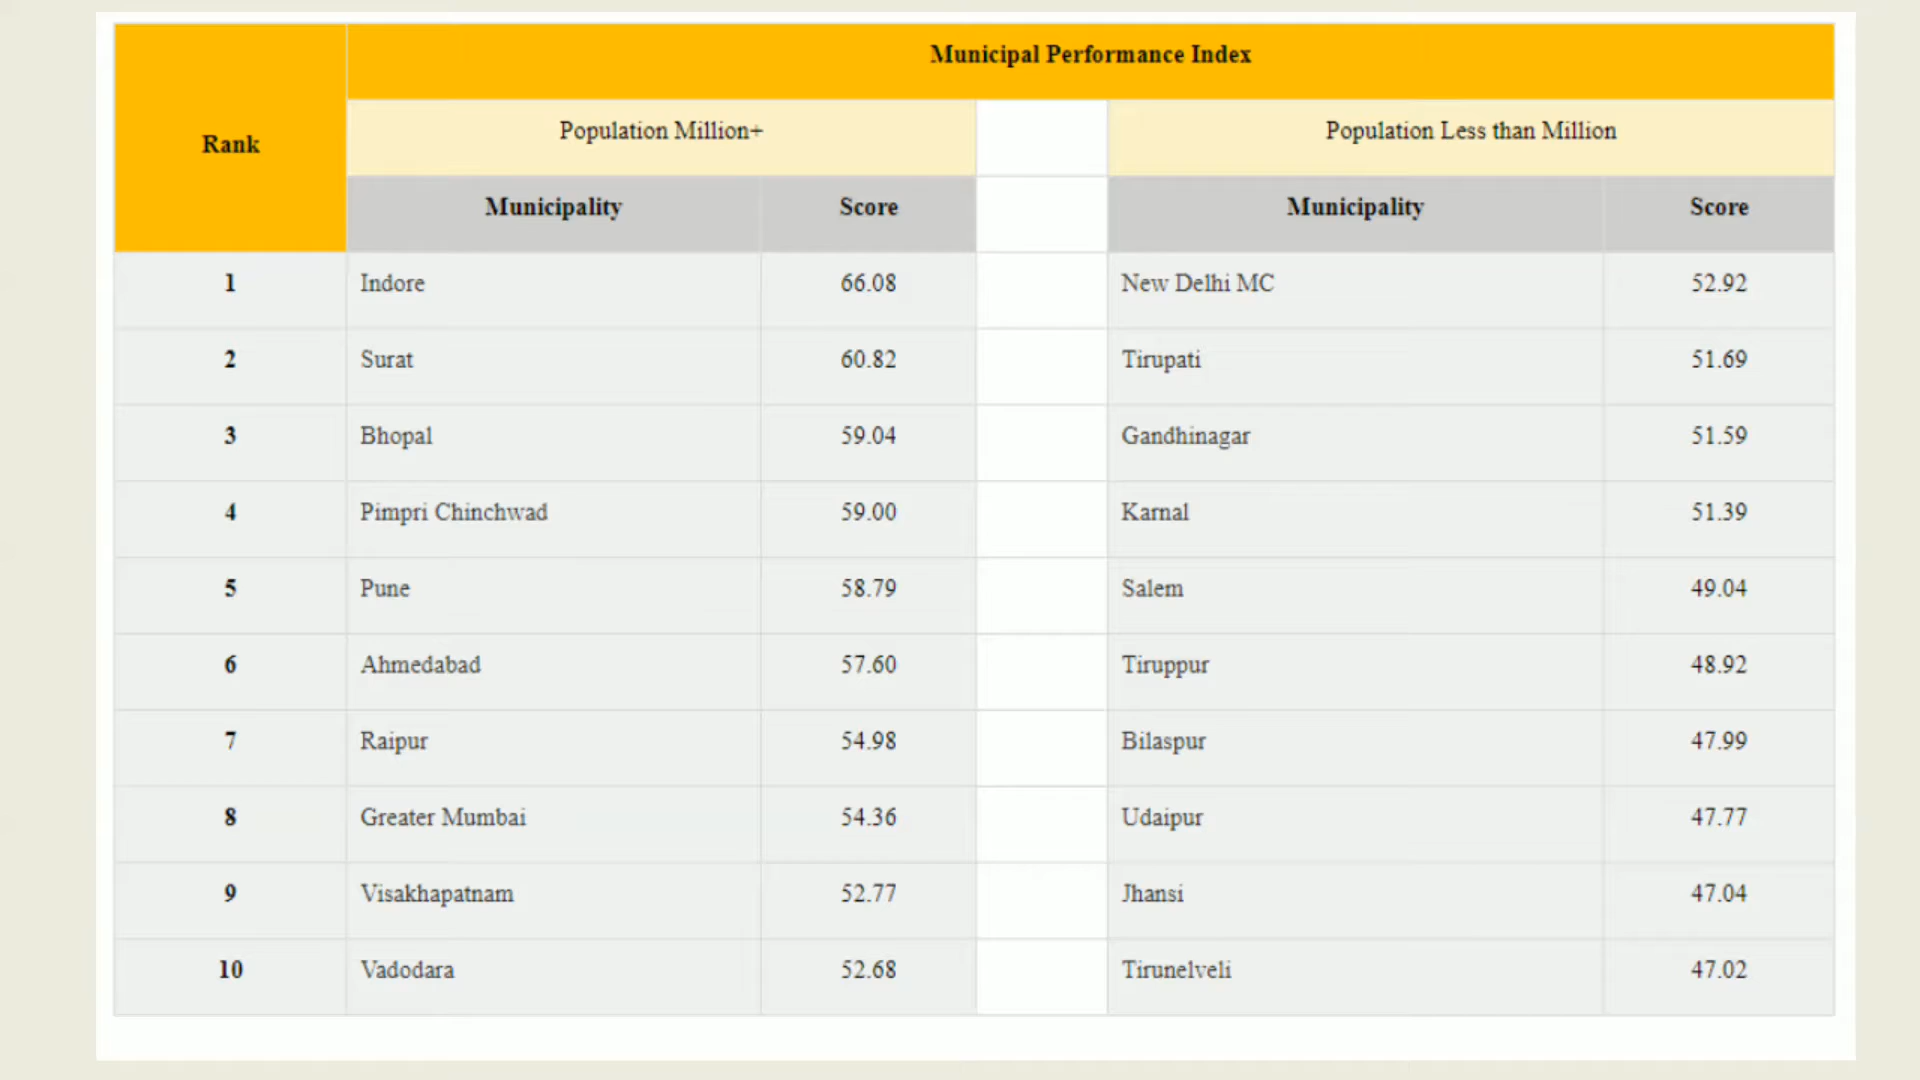 Municipal Performance Index
Rank
Population Million+ Population Less than Million
Municipality Score Municipality Score
1 Indore 66.08 New Delhi MC 52.92
2 Surat 60.82 Tirupati 51.69
3 Bhopal 59.04 Gandhinagar 51.59
4 Pimpri Chinchwad 59.00 Karnal 51.39
5 Pune 58.79 Salem 49.04
6 Ahmedabad 57.60 Tiruppur 48.92
7 Raipur 54.98 Bilaspur 47.99
8 Greater Mumbai 54.36 Udaipur 47.77
9 Visakhapatnam 52.77 Jhansi 47.04
10 Vadodara 52.68 Tirunelveli 47.02